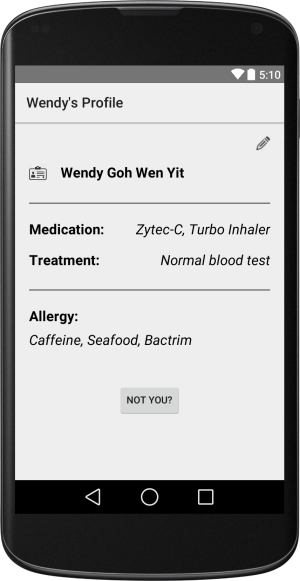 5:10
Wendy's Profile
Wendy Goh Wen Yit
Medication: Zytec-C, Turbo Inhaler
Treatment: Normal blood test
Allergy:
Caffeine, Seafood, Bactrim
NOT YOU?